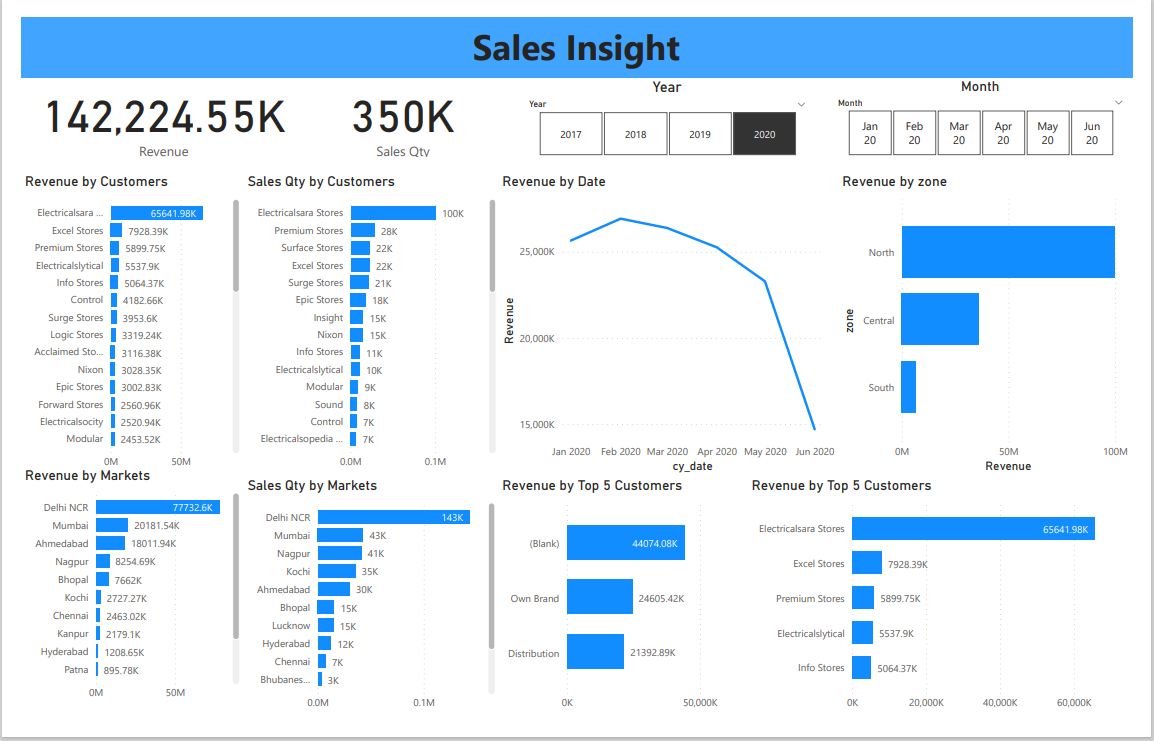 Sales Insight
142,224.55K
Revenue
350K
Sales Qty
Year
Year
2017
2018
2019
2020
Month
Month
Jan
20
Feb
20
Mar
20
Apr
20
May
20
Jun
20
Revenue by Customers
Electricalsara ... 65641.98K
Excel Stores 7928.39K
Premium Stores 5899.75K
Electricalslytical 5537.9K
Info Stores 5064.37K
Control 4182.66K
Surge Stores 3953.6K
Logic Stores 3319.24K
Acclaimed Sto... 3116.38K
Nixon 3028.35K
Epic Stores 3002.83K
Forward Stores 2560.96K
Electricalsocity 2520.94K
Modular 2453.52K
0M 50M
Sales Qty by Customers
Electricalsara Stores 100K
Premium Stores 28K
Surface Stores 22K
Excel Stores 22K
Surge Stores 21K
Epic Stores 18K
Insight 15K
Nixon 15K
Info Stores 11K
Electricalslytical 10K
Modular 9K
Sound 8K
Control 7K
Electricalsopedia ... 7K
0.0M 0.1M
Revenue by Date
Revenue
25,000K
20,000K
15,000K
Jan 2020 Feb 2020 Mar 2020 Apr 2020 May 2020 Jun 2020
cy_date
Revenue by zone
zone
North
Central
South
0M 50M 100M
Revenue
Revenue by Markets
Delhi NCR 77732.6K
Mumbai 20181.54K
Ahmedabad 18011.94K
Nagpur 8254.69K
Bhopal 7662K
Kochi 2727.27K
Chennai 2463.02K
Kanpur 2179.1K
Hyderabad 1208.65K
Patna 895.78K
0M 50M
Sales Qty by Markets
Delhi NCR 143K
Mumbai 43K
Nagpur 41K
Kochi 35K
Ahmedabad 30K
Bhopal 15K
Lucknow 15K
Hyderabad 12K
Chennai 7K
Bhubanes... 3K
0.0M 0.1M
Revenue by Top 5 Customers
(Blank) 44074.08K
Own Brand 24605.42K
Distribution 21392.89K
0K 50,000K
Revenue by Top 5 Customers
Electricalsara Stores 65641.98K
Excel Stores 7928.39K
Premium Stores 5899.75K
Electricalslytical 5537.9K
Info Stores 5064.37K
0K 20,000K 40,000K 60,000K